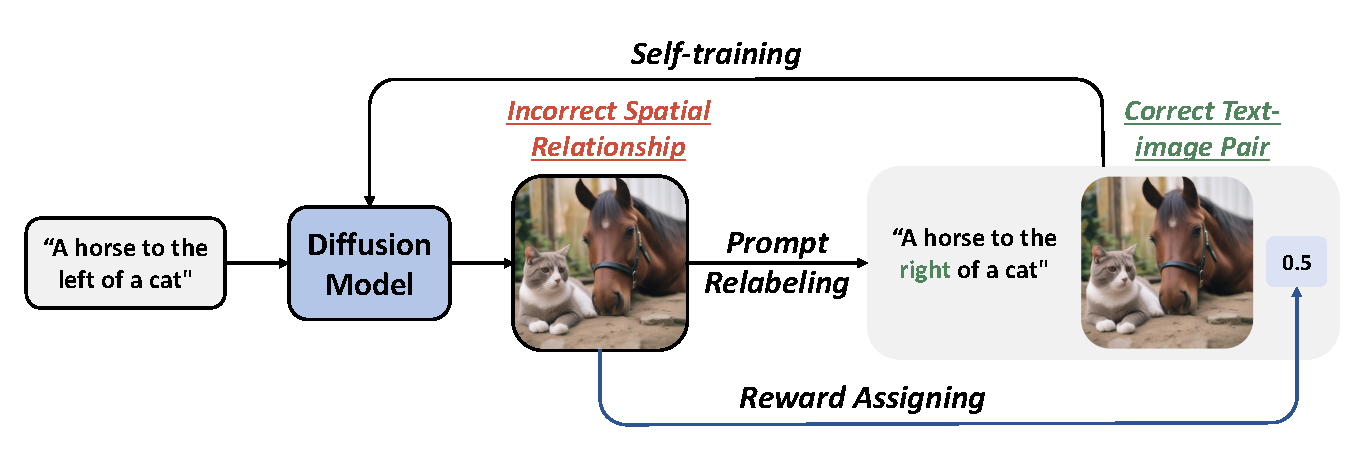 Self-training
Incorrect Spatial
Relationship
Correct Text-
image Pair
“A horse to the
left of a cat"
Diffusion
Model
Prompt
Relabeling
“A horse to the
right of a cat"
0.5
Reward Assigning